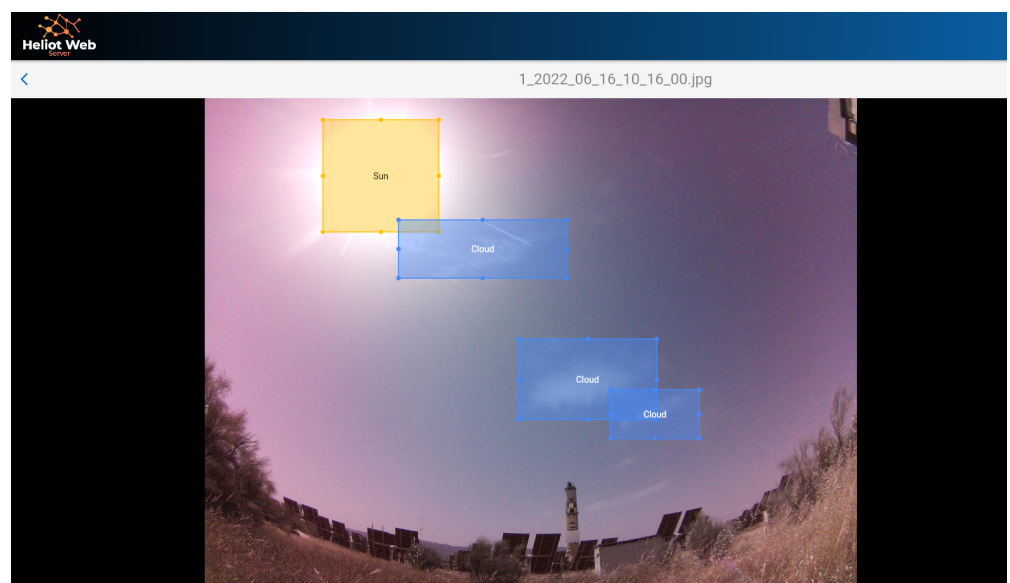 Heliot Web
Server
1_2022_06_16_10_16_00.jpg
Sun
Cloud
Cloud
Cloud